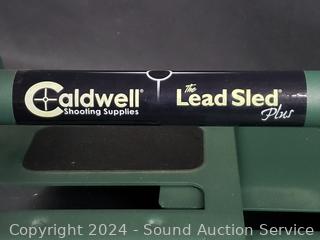 Caldwell®
Shooting Supplies
The
Lead Sled®
Plus
Copyright 2024 - Sound Auction Service